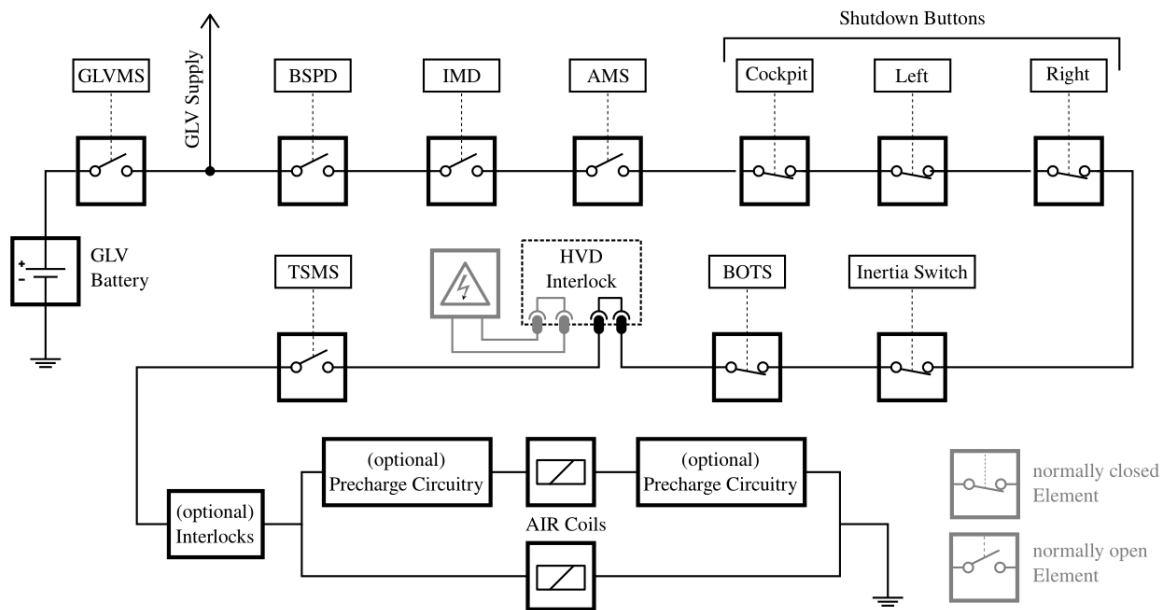 Shutdown Buttons
GLVMS
GLV Supply
BSPD
IMD
AMS
Cockpit
Left
Right
+
-
GLV
Battery
TSMS
HVD
Interlock
BOTS
Inertia Switch
(optional)
Precharge Circuitry
(optional)
Precharge Circuitry
(optional)
Interlocks
AIR Coils
normally closed
Element
normally open
Element